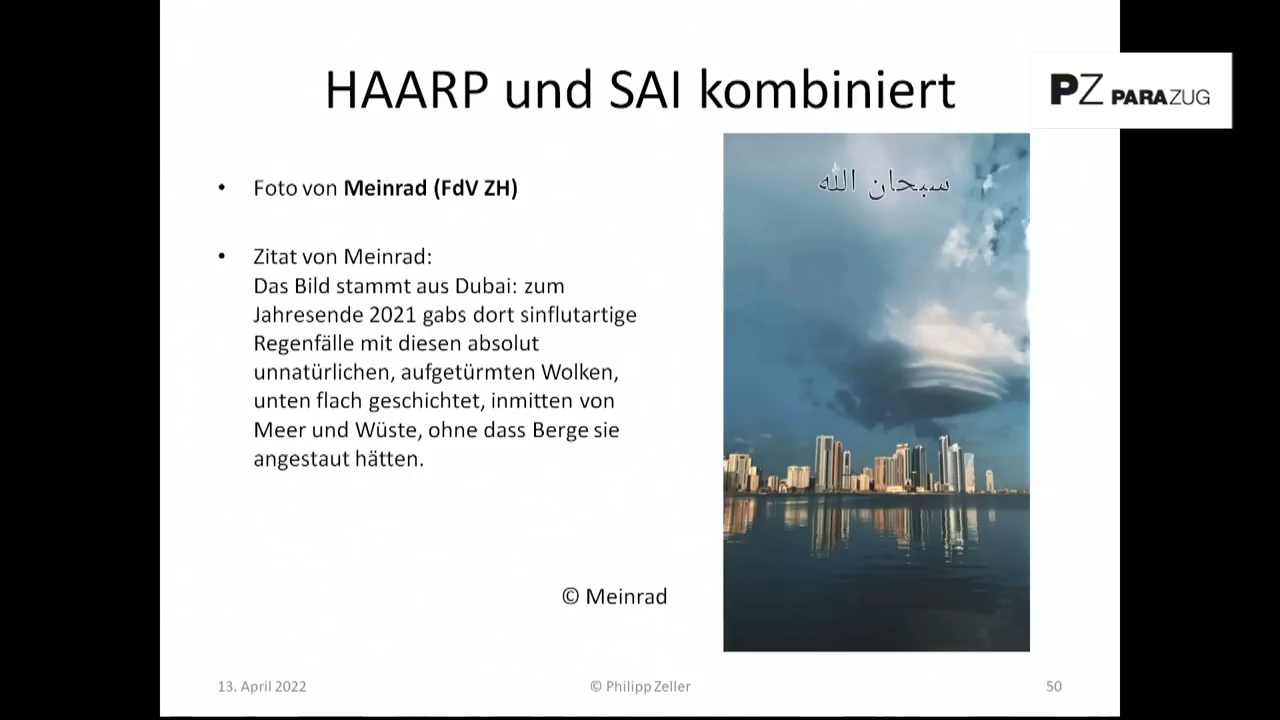 HAARP und SAI kombiniert
PZ PARAZUG
• Foto von Meinrad (FdV ZH)
• Zitat von Meinrad:
Das Bild stammt aus Dubai: zum
Jahresende 2021 gabs dort sinflutartige
Regenfälle mit diesen absolut
unnatürlichen, aufgetürmten Wolken,
unten flach geschichtet, inmitten von
Meer und Wüste, ohne dass Berge sie
angestaut hätten.
سبحان الله
© Meinrad
13. April 2022
© Philipp Zeller
50